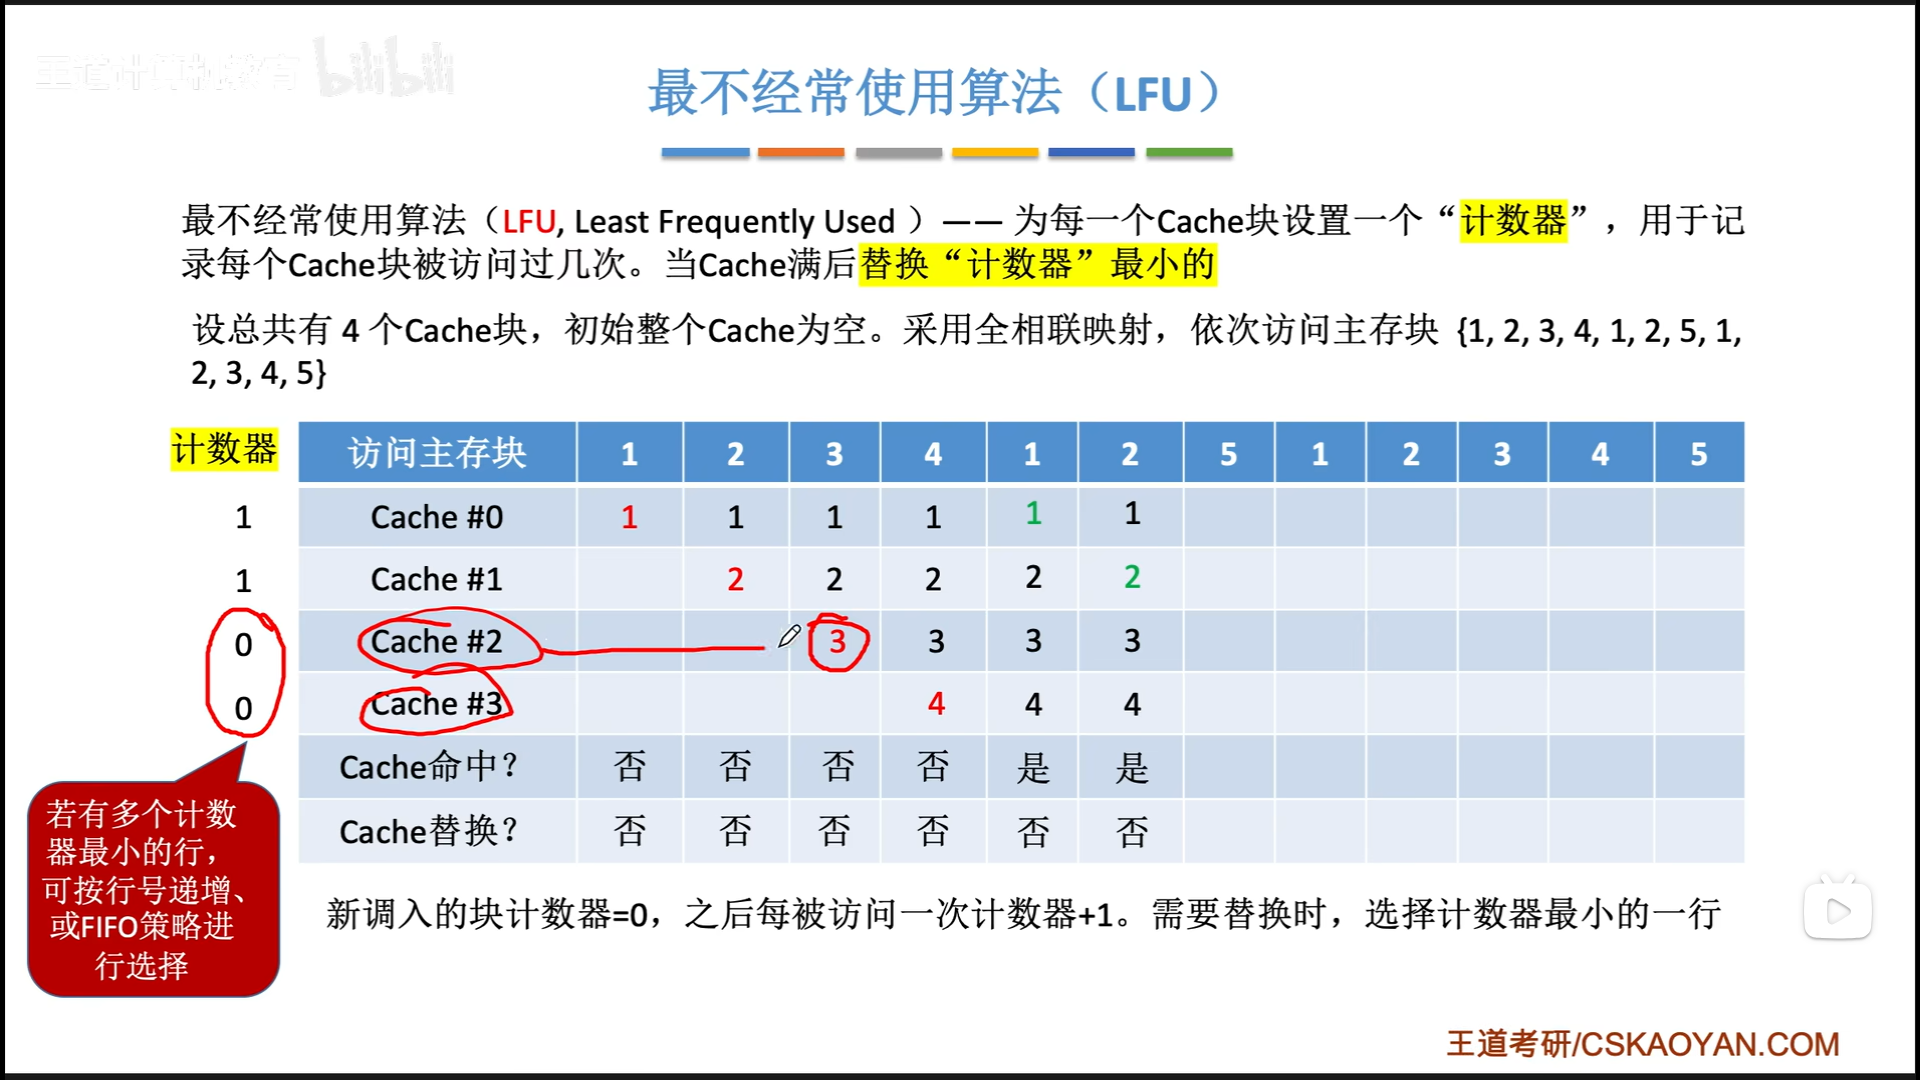 王道计算机教育 bilibili
最不经常使用算法（LFU）
最不经常使用算法（LFU, Least Frequently Used ）—— 为每一个Cache块设置一个“计数器”，用于记
录每个Cache块被访问过几次。当Cache满后替换“计数器”最小的
设总共有 4 个Cache块，初始整个Cache为空。采用全相联映射，依次访问主存块 {1, 2, 3, 4, 1, 2, 5, 1,
2, 3, 4, 5}
计数器 访问主存块 1 2 3 4 1 2 5 1 2 3 4 5
1 Cache #0 1 1 1 1 1 1
1 Cache #1 2 2 2 2 2
0 Cache #2 3 3 3 3
0 Cache #3 4 4 4
Cache命中？ 否 否 否 否 是 是
Cache替换？ 否 否 否 否 否 否
若有多个计数
器最小的行，
可按行号递增、
或FIFO策略进
行选择
新调入的块计数器=0，之后每被访问一次计数器+1。需要替换时，选择计数器最小的一行
王道考研/CSKAOYAN.COM